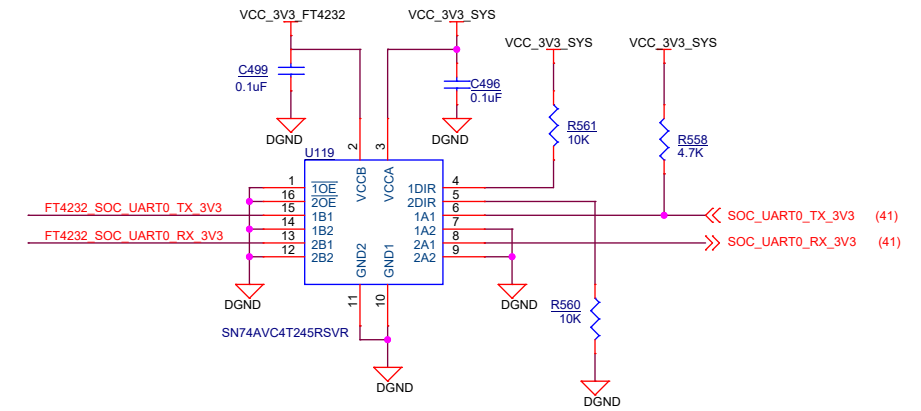 VCC_3V3_FT4232
VCC_3V3_SYS
VCC_3V3_SYS
VCC_3V3_SYS
C499
0.1uF
C496
0.1uF
R561
10K
R558
4.7K
DGND
DGND
U119
2
3
VCCB
VCCA
1
1OE
1DIR
4
16
2OE
2DIR
5
FT4232_SOC_UART0_TX_3V3
15
1B1
1A1
6
SOC_UART0_TX_3V3 (41)
14
1B2
1A2
7
FT4232_SOC_UART0_RX_3V3
13
2B1
2A1
8
SOC_UART0_RX_3V3 (41)
12
2B2
2A2
9
GND2
GND1
11
10
DGND
DGND
R560
10K
SN74AVC4T245RSVR
DGND
DGND